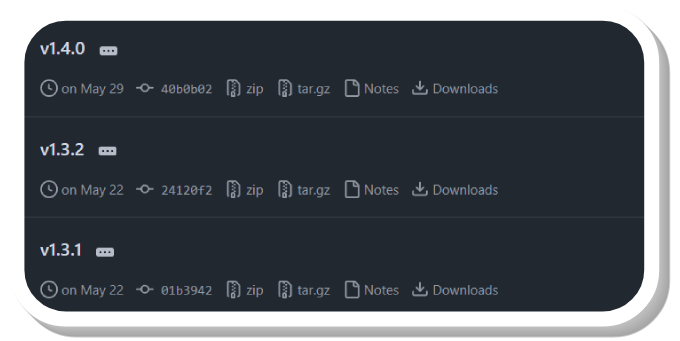 v1.4.0
on May 29 40b0b02 zip tar.gz Notes Downloads
v1.3.2
on May 22 24120f2 zip tar.gz Notes Downloads
v1.3.1
on May 22 01b3942 zip tar.gz Notes Downloads